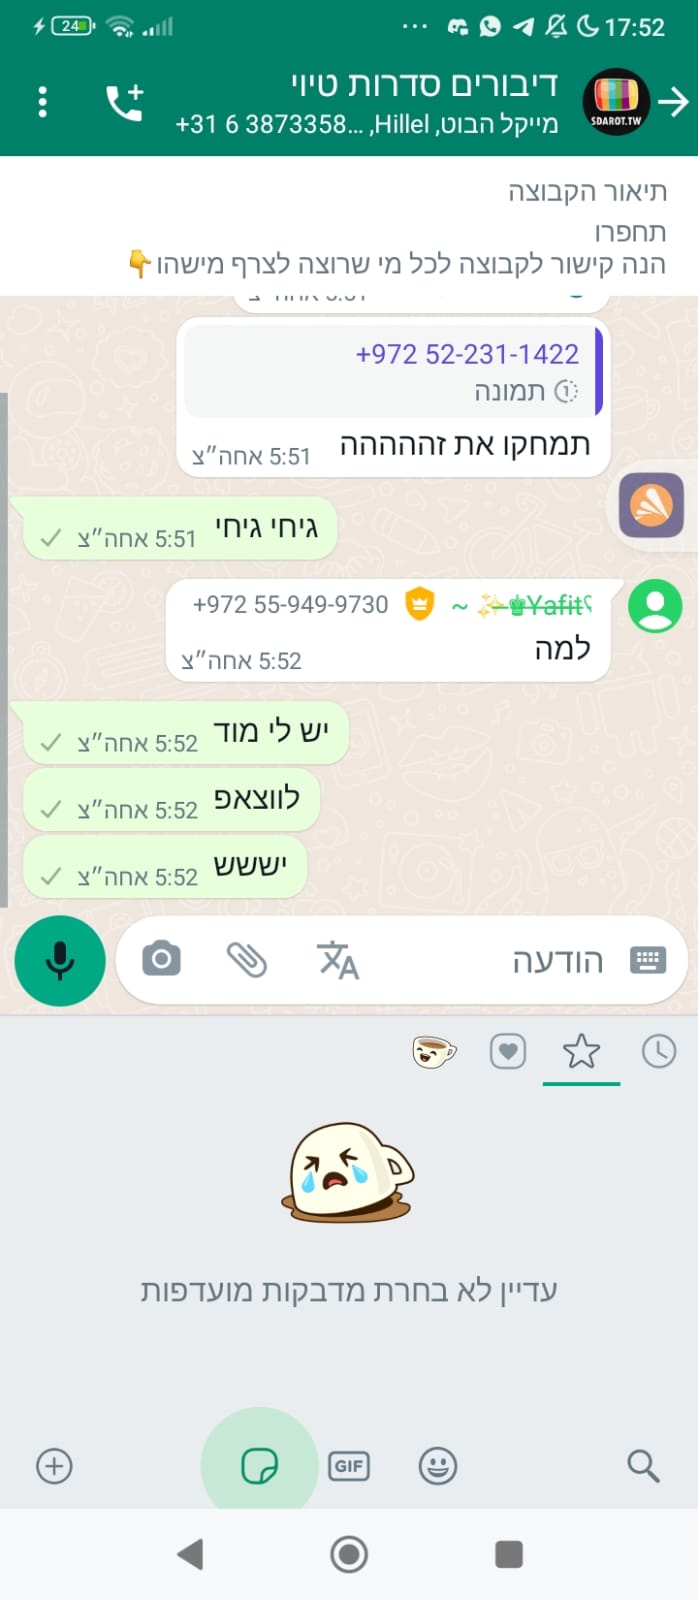 24
17:52
דיבורים סדרות טיוי
SDAROT.TW
מייקל הבוט, Hillel, ...+31 6 3873358
תיאור הקבוצה
תחפרו
הנה קישור לקבוצה לכל מי שרוצה לצרף מישהו👇
+972 52-231-1422
תמונה
תמחקו את זההההה
5:51 אחה״צ
גיחי גיחי
5:51 אחה״צ
~ ✨♛Yafit +972 55-949-9730
למה
5:52 אחה״צ
יש לי מוד
5:52 אחה״צ
לווצאפ
5:52 אחה״צ
יששש
5:52 אחה״צ
הודעה
עדיין לא בחרת מדבקות מועדפות
GIF